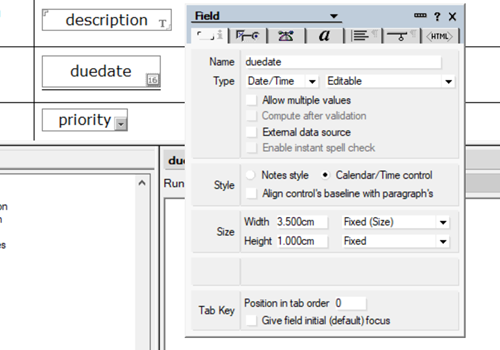 description T
duedate 16
priority
on
n
es
du
Run
Field ? X
i a <HTML>
Name duedate
Type Date/Time Editable
Allow multiple values
Compute after validation
External data source
Enable instant spell check
Style Notes style Calendar/Time control
Align control's baseline with paragraph's
Size Width 3.500cm Fixed (Size)
Height 1.000cm Fixed
Tab Key Position in tab order 0
Give field initial (default) focus